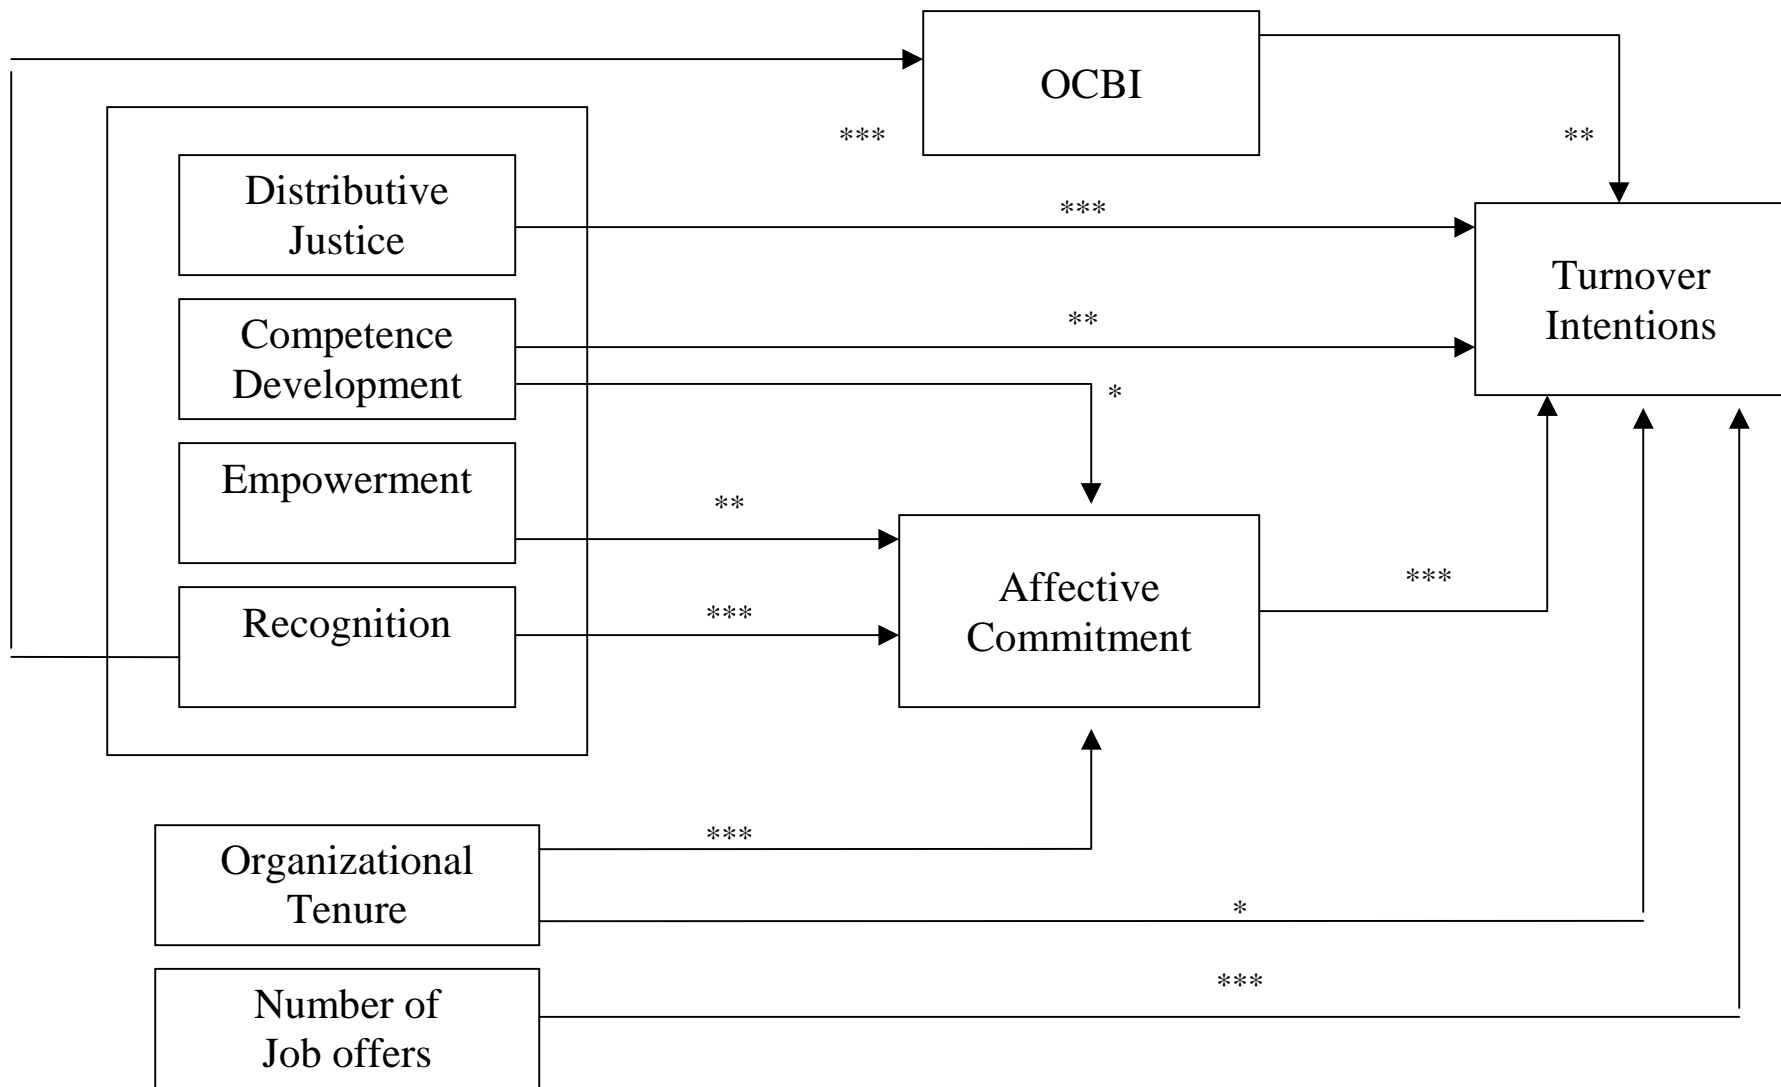 OCBI
***
**
Distributive
Justice
***
Turnover
Intentions
Competence
Development
**
*
Empowerment
**
Affective
Commitment
***
Recognition
***
Organizational
Tenure
***
*
Number of
Job offers
***